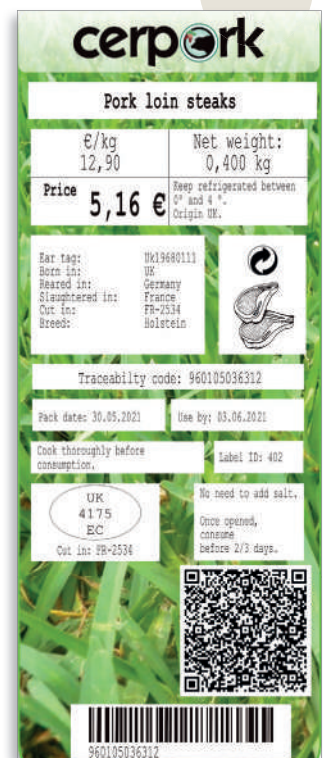 cerpork
Pork loin steaks
€/kg
12,90
Net weight:
0,400 kg
Price 5,16 €
Keep refrigerated between
0° and 4 °.
Origin UK.
Ear tag: Uk19680111
Born in: UK
Reared in: Germany
Slaughtered in: France
Cut in: FR-2534
Breed: Holstein
Traceabilty code: 960105036312
Pack date: 30.05.2021
Use by: 03.06.2021
Cook thoroughly before
consumption.
Label ID: 402
UK
4175
EC
Cut in: FR-2534
No need to add salt.
Once opened,
consume
before 2/3 days.
960105036312